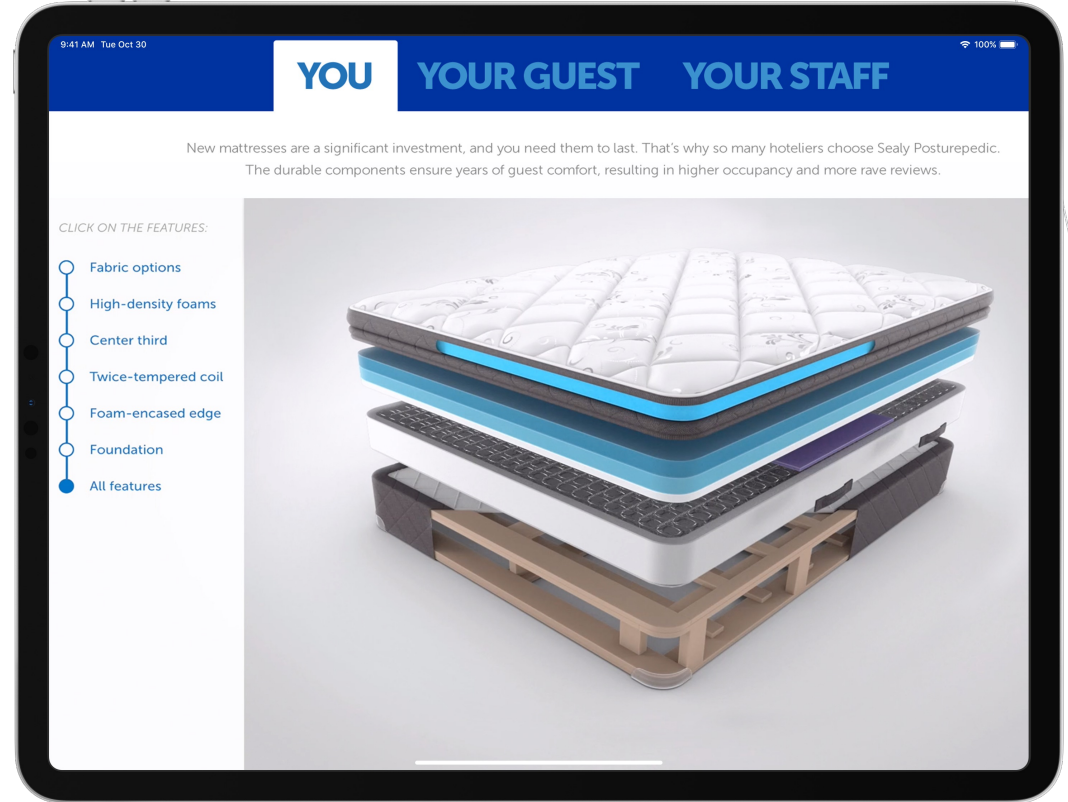 9:41 AM Tue Oct 30
100%
YOU YOUR GUEST YOUR STAFF
New mattresses are a significant investment, and you need them to last. That's why so many hoteliers choose Sealy Posturepedic.
The durable components ensure years of guest comfort, resulting in higher occupancy and more rave reviews.
CLICK ON THE FEATURES:
Fabric options
High-density foams
Center third
Twice-tempered coil
Foam-encased edge
Foundation
All features